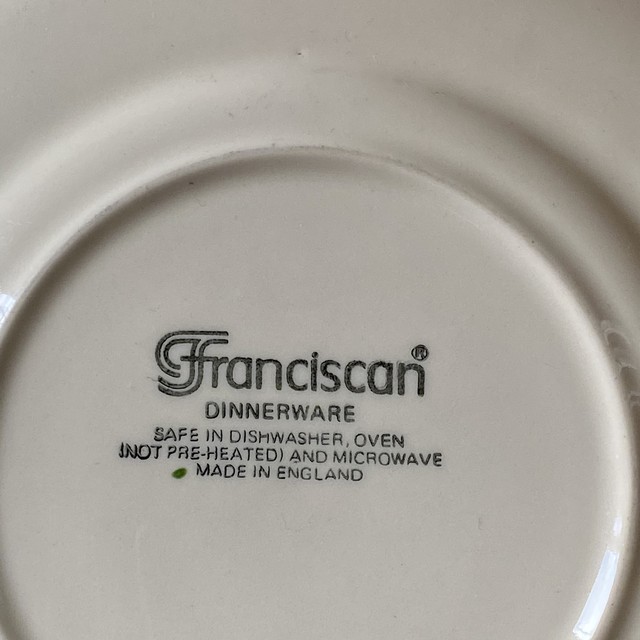 Franciscan®
DINNERWARE
SAFE IN DISHWASHER, OVEN
(NOT PRE-HEATED) AND MICROWAVE
MADE IN ENGLAND